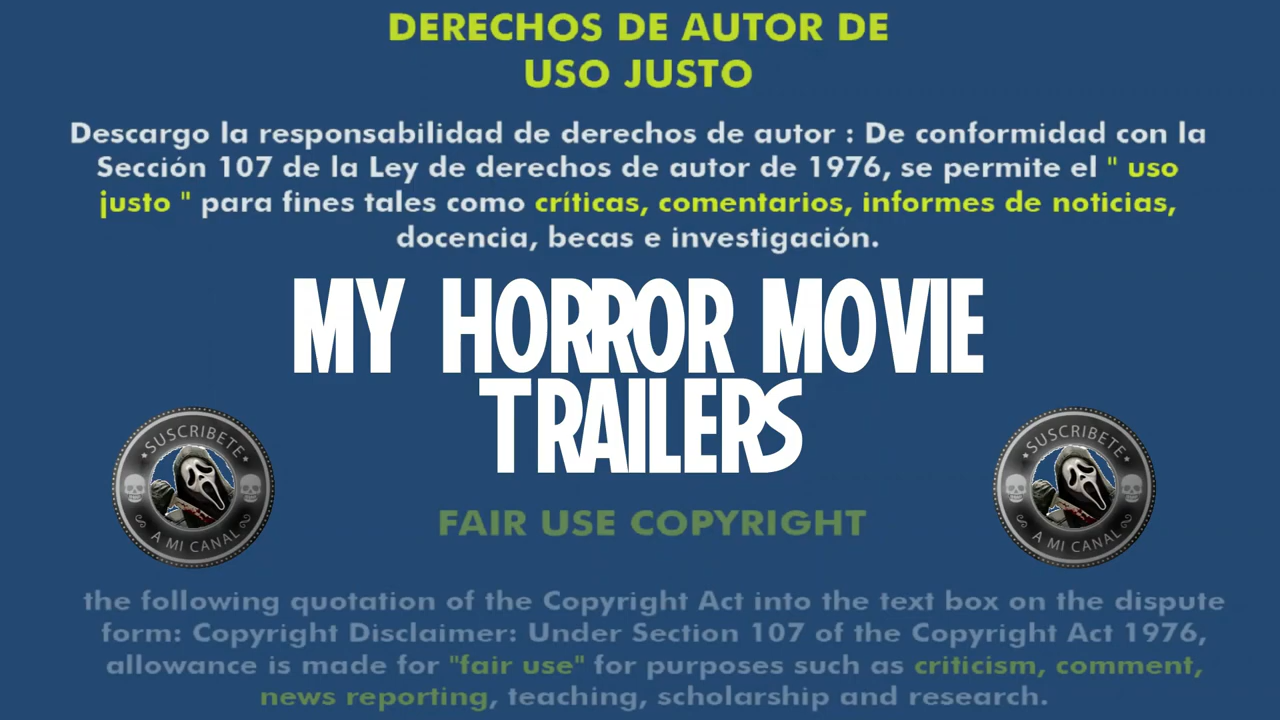 DERECHOS DE AUTOR DE
USO JUSTO
Descargo la responsabilidad de derechos de autor : De conformidad con la
Sección 107 de la Ley de derechos de autor de 1976, se permite el " uso
justo " para fines tales como críticas, comentarios, informes de noticias,
docencia, becas e investigación.
MY HORROR MOVIE
TRAILERS
SUSCRIBETE
A MI CANAL
SUSCRIBETE
A MI CANAL
FAIR USE COPYRIGHT
the following quotation of the Copyright Act into the text box on the dispute
form: Copyright Disclaimer: Under Section 107 of the Copyright Act 1976,
allowance is made for "fair use" for purposes such as criticism, comment,
news reporting, teaching, scholarship and research.